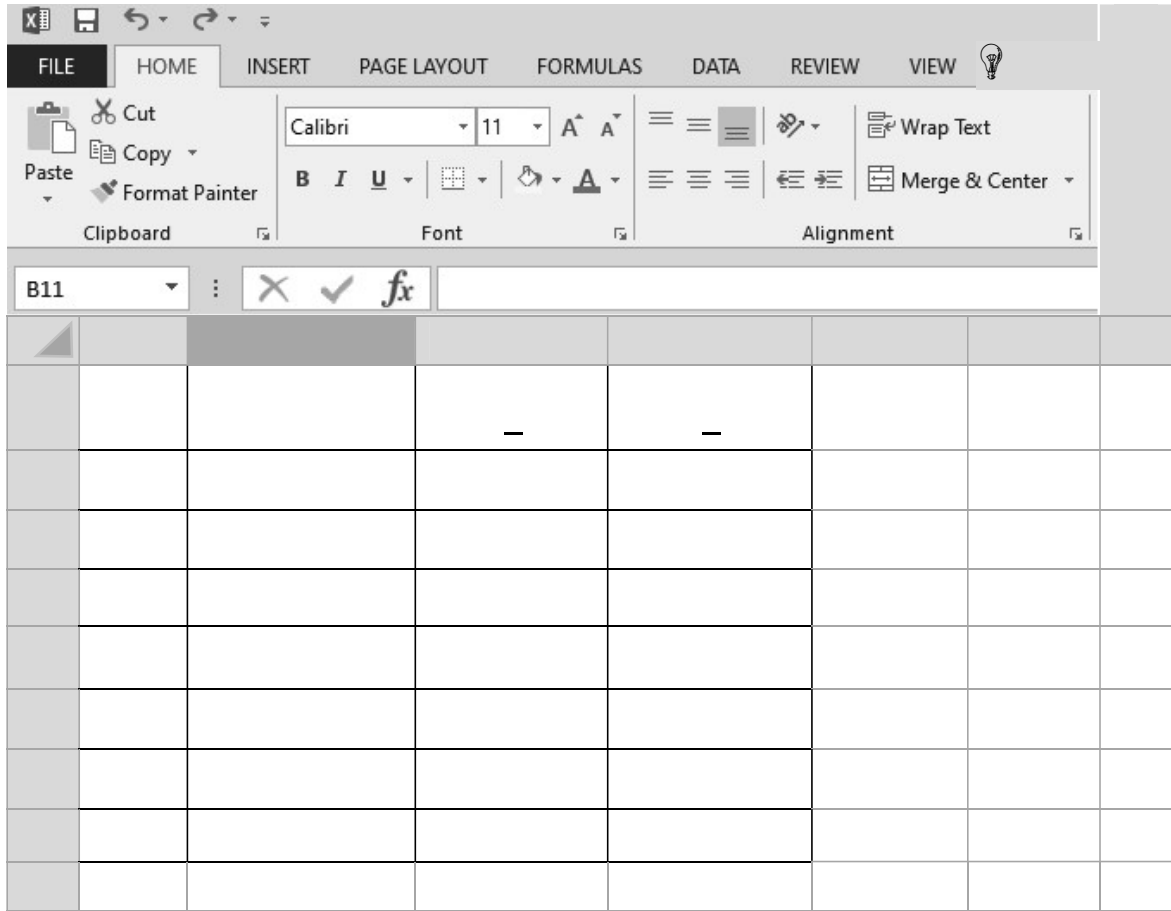 FILE HOME INSERT PAGE LAYOUT FORMULAS DATA REVIEW VIEW
Cut
Copy
Paste
Format Painter
Clipboard
Calibri 11 A A
B I U A
Font
Wrap Text
Merge & Center
Alignment
B11 fx
_ _